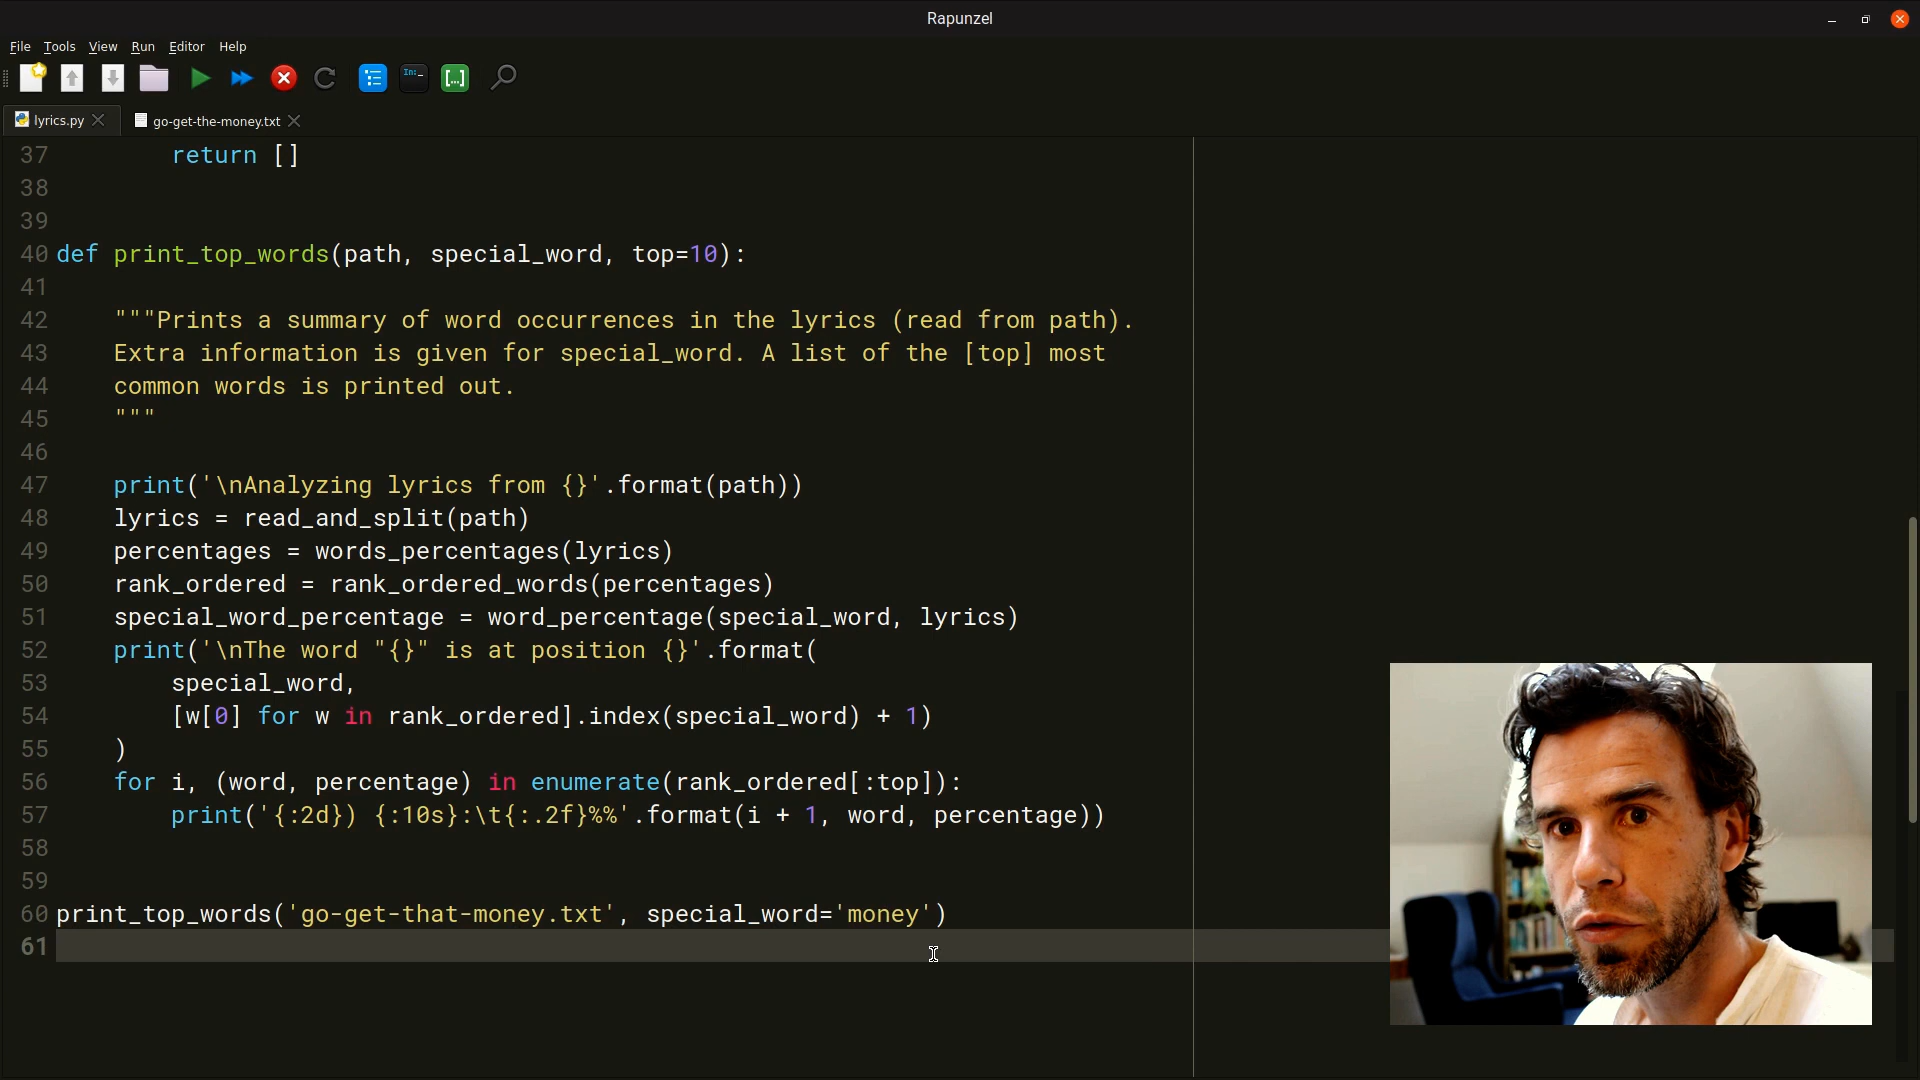 Rapunzel
File Tools View Run Editor Help
In:_
[...]
lyrics.py
go-get-the-money.txt
37 return []
38
39
40 def print_top_words(path, special_word, top=10):
41
42 """Prints a summary of word occurrences in the lyrics (read from path).
43 Extra information is given for special_word. A list of the [top] most
44 common words is printed out.
45 """
46
47 print('\nAnalyzing lyrics from {}'.format(path))
48 lyrics = read_and_split(path)
49 percentages = words_percentages(lyrics)
50 rank_ordered = rank_ordered_words(percentages)
51 special_word_percentage = word_percentage(special_word, lyrics)
52 print('\nThe word "{}" is at position {}'.format(
53 special_word,
54 [w[0] for w in rank_ordered].index(special_word) + 1)
55 )
56 for i, (word, percentage) in enumerate(rank_ordered[:top]):
57 print('{:2d}) {:10s}:\t{:.2f}%%'.format(i + 1, word, percentage))
58
59
60 print_top_words('go-get-that-money.txt', special_word='money')
61